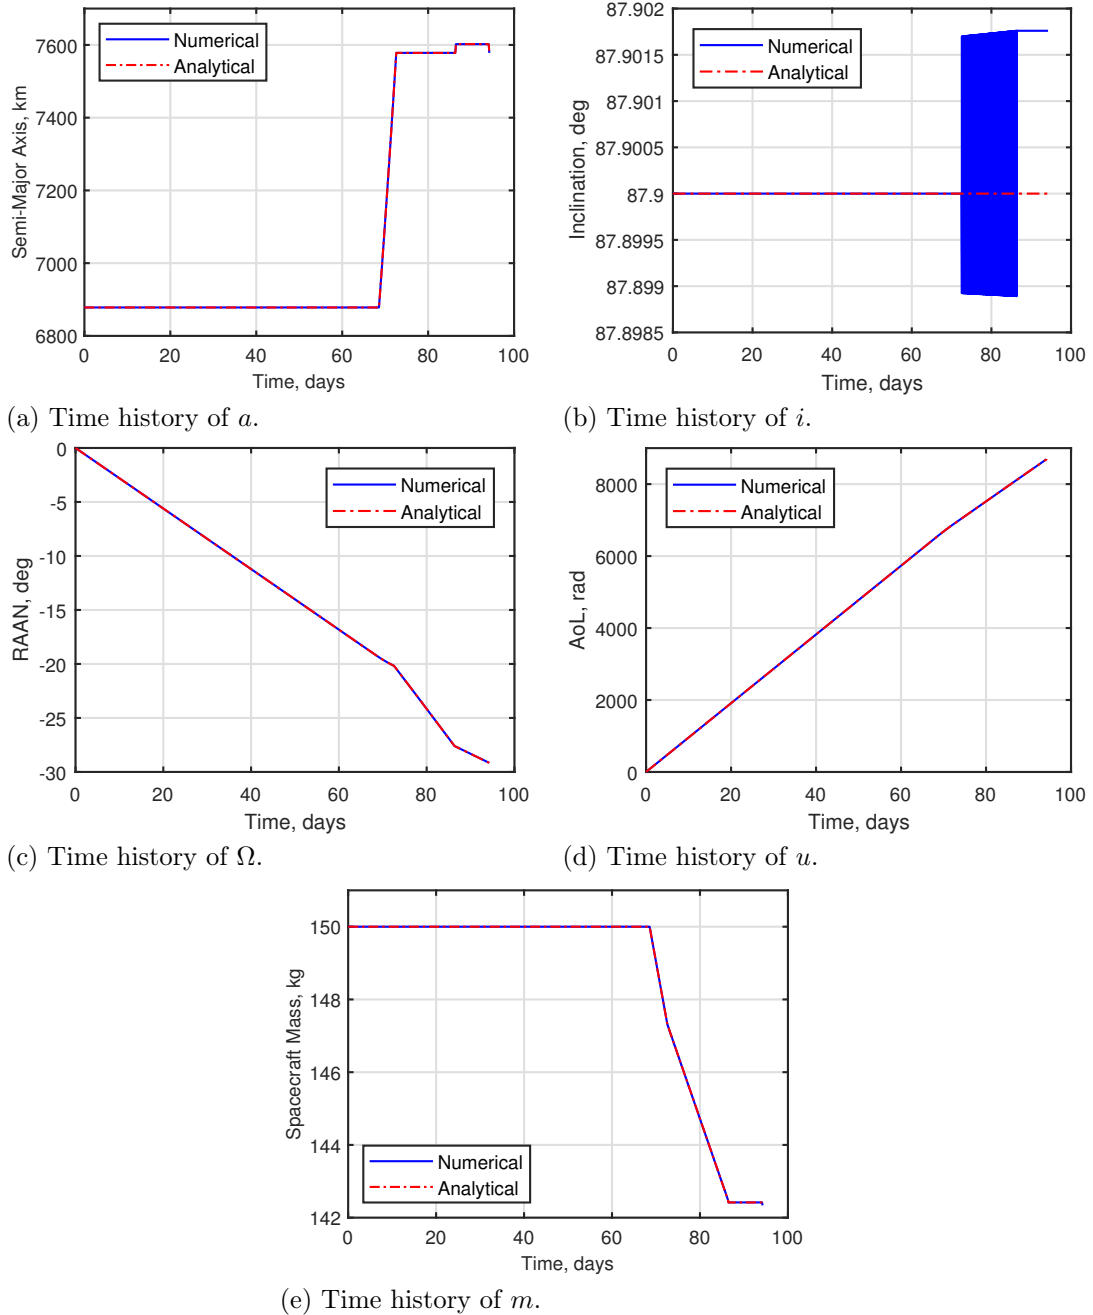 7600
7400
7200
7000
6800
Semi-Major Axis, km
Numerical
Analytical
0 20 40 60 80 100
Time, days
(a) Time history of a.
87.902
87.9015
87.901
87.9005
87.9
87.8995
87.899
87.8985
Inclination, deg
Numerical
Analytical
0 20 40 60 80 100
Time, days
(b) Time history of i.
0
-5
-10
-15
-20
-25
-30
RAAN, deg
Numerical
Analytical
0 20 40 60 80 100
Time, days
(c) Time history of Ω.
8000
6000
4000
2000
0
AoL, rad
Numerical
Analytical
0 20 40 60 80 100
Time, days
(d) Time history of u.
150
148
146
144
142
Spacecraft Mass, kg
Numerical
Analytical
0 20 40 60 80 100
Time, days
(e) Time history of m.